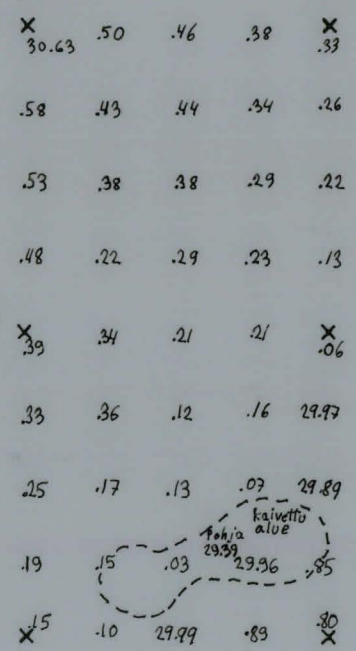 30.63 .50 .46 .38 .33
.58 .43 .44 .34 .26
.53 .38 .38 .29 .22
.48 .22 .29 .23 .13
.39 .34 .21 .21 .06
.33 .36 .12 .16 29.97
.25 .17 .13 .07 29.89
kaivettu
alue
Pohja
29.39
.19 .15 .03 29.96 .85
.15 .10 29.99 .89 .80